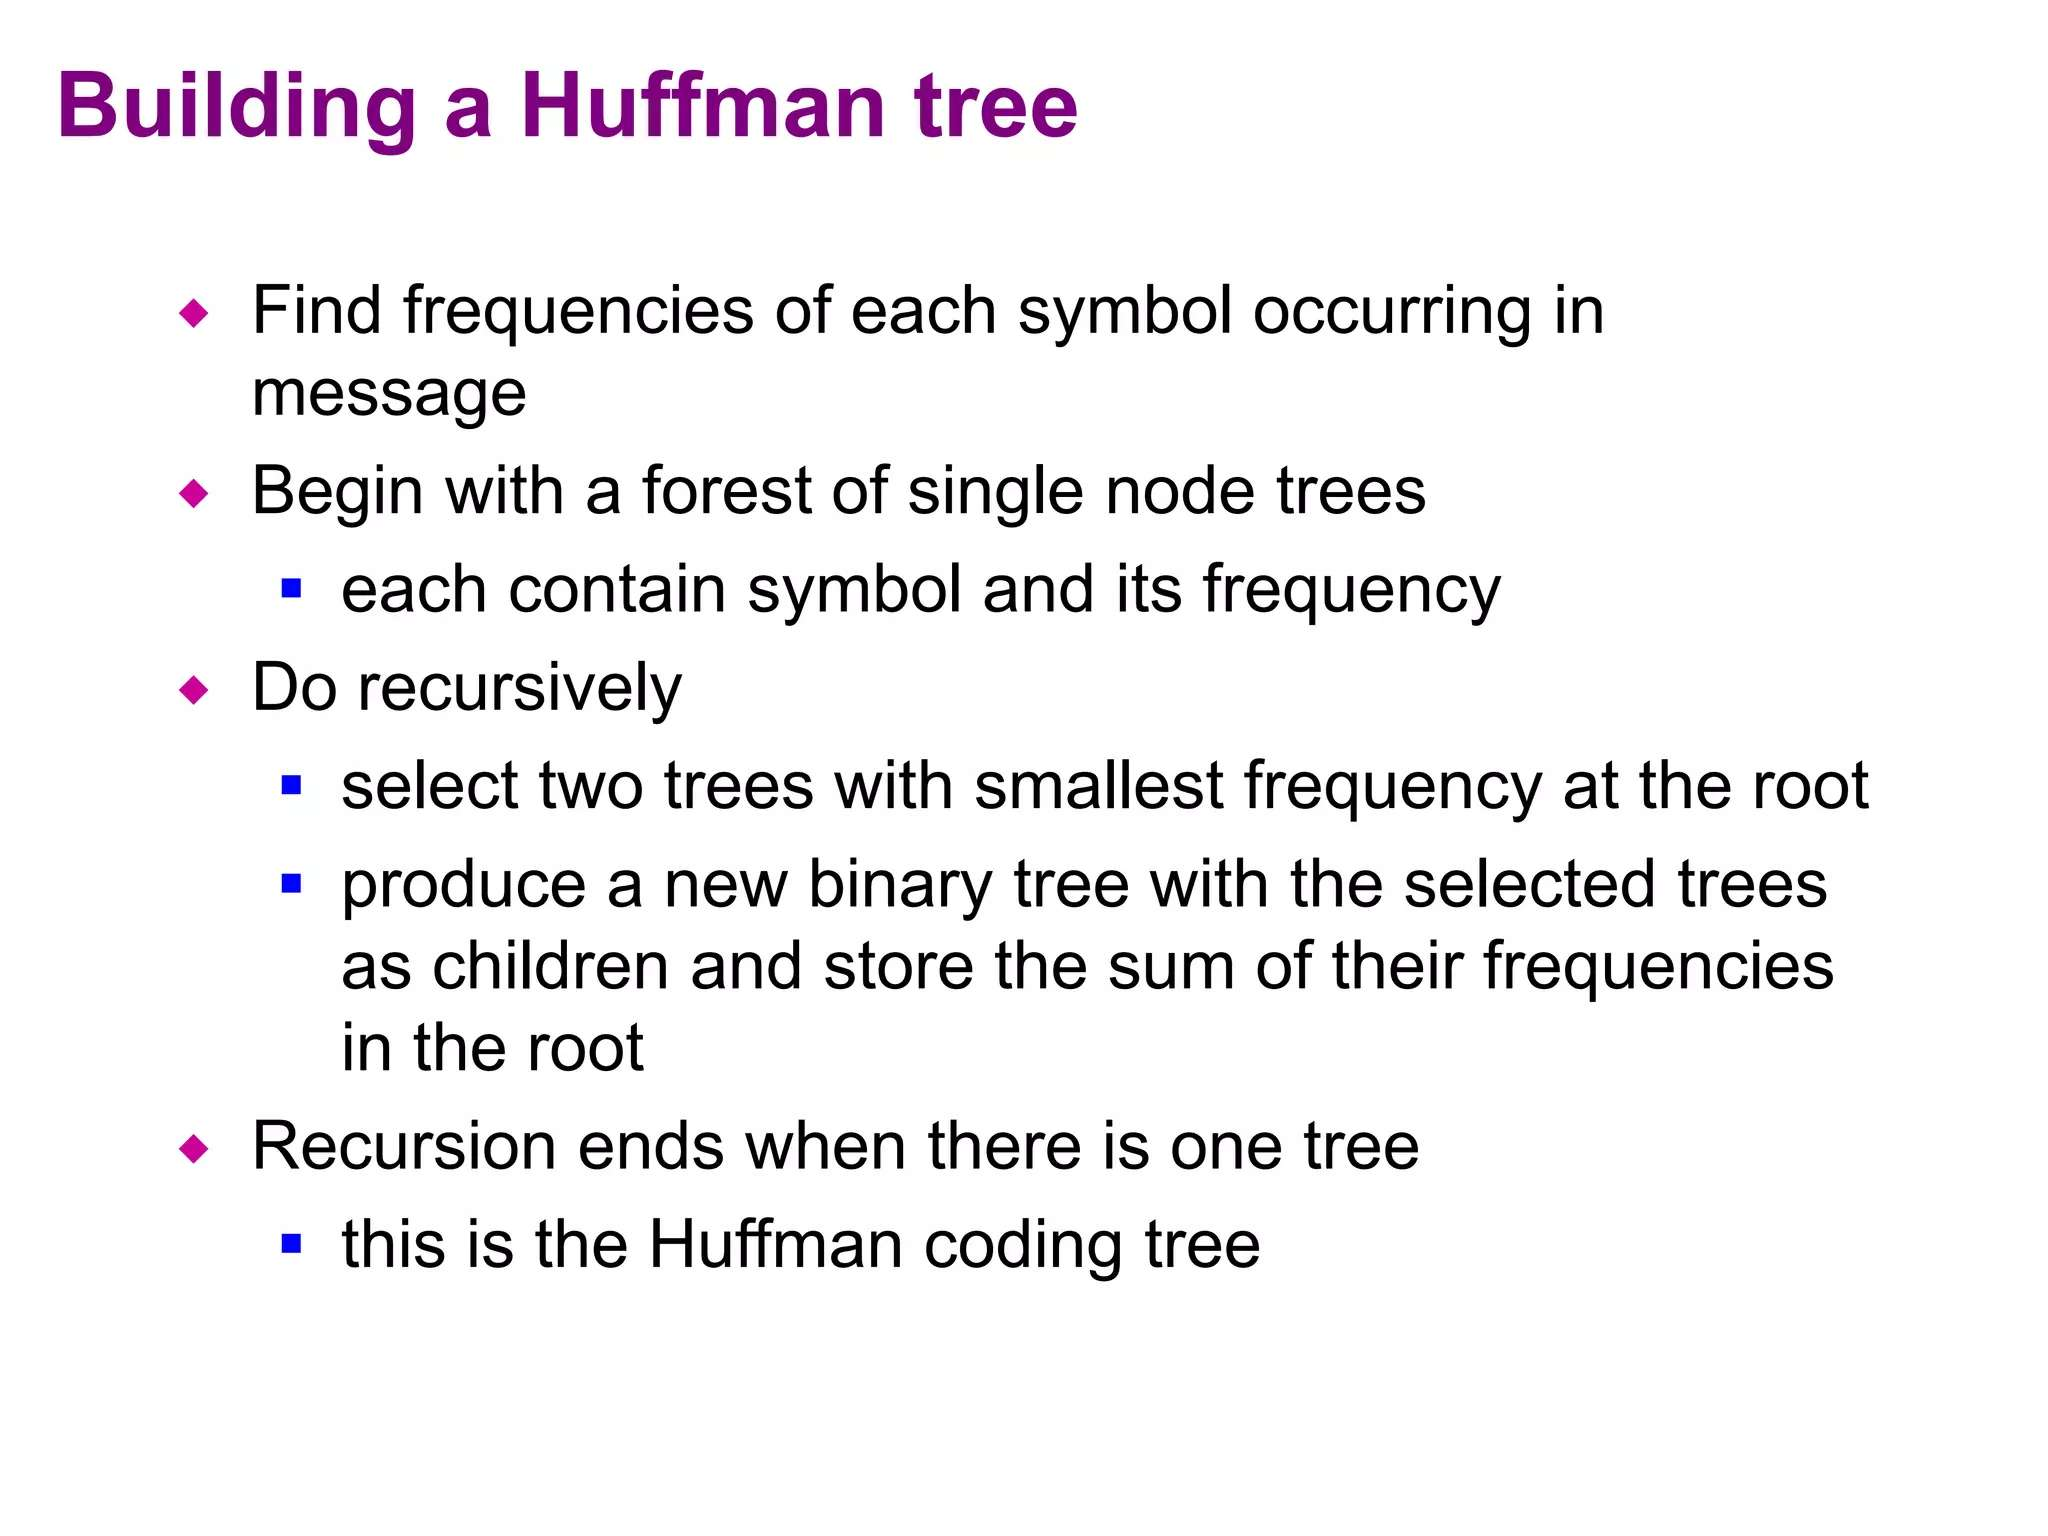 Building a Huffman tree
Find frequencies of each symbol occurring in
message
Begin with a forest of single node trees
each contain symbol and its frequency
Do recursively
select two trees with smallest frequency at the root
produce a new binary tree with the selected trees
as children and store the sum of their frequencies
in the root
Recursion ends when there is one tree
this is the Huffman coding tree